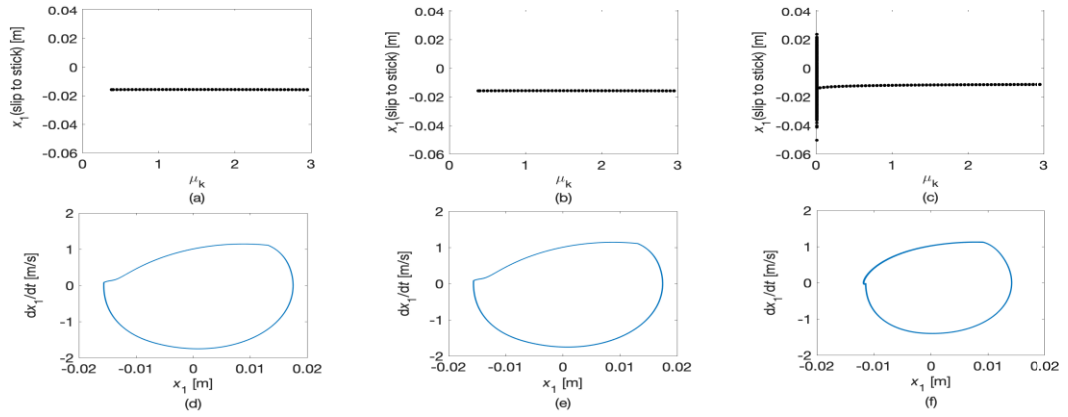 x₁(slip to stick) [m]
0.04
0.02
0
-0.02
-0.04
-0.06
0 1 2 3
μₖ
(a)
x₁(slip to stick) [m]
0.04
0.02
0
-0.02
-0.04
-0.06
0 1 2 3
μₖ
(b)
x₁(slip to stick) [m]
0.04
0.02
0
-0.02
-0.04
-0.06
0 1 2 3
μₖ
(c)
dx₁/dt [m/s]
2
1
0
-1
-2
-0.02 -0.01 0 0.01 0.02
x₁ [m]
(d)
dx₁/dt [m/s]
2
1
0
-1
-2
-0.02 -0.01 0 0.01 0.02
x₁ [m]
(e)
dx₁/dt [m/s]
2
1
0
-1
-2
-0.02 -0.01 0 0.01 0.02
x₁ [m]
(f)